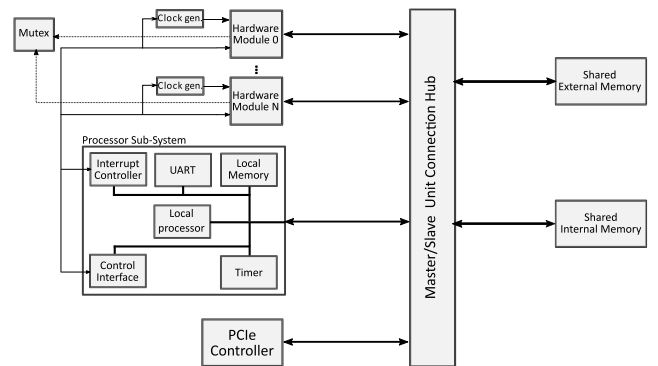 Mutex
Clock gen.
Hardware
Module 0
Clock gen.
Hardware
Module N
Processor Sub-System
Interrupt
Controller
UART
Local
Memory
Local
processor
Control
Interface
Timer
PCIe
Controller
Master/Slave Unit Connection Hub
Shared
External Memory
Shared
Internal Memory